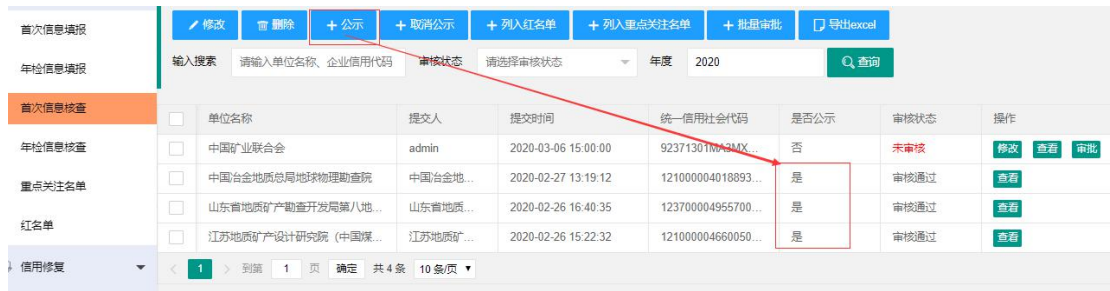 首次信息填报
年检信息填报
首次信息核查
年检信息核查
重点关注名单
红名单
信用修复
修改 删除 + 公示 + 取消公示 + 列入红名单 + 列入重点关注名单 + 批量审批 导出excel
输入搜索 请输入单位名称、企业信用代码 审核状态 请选择审核状态 年度 2020 查询
单位名称 提交人 提交时间 统一信用社会代码 是否公示 审核状态 操作
中国矿业联合会 admin 2020-03-06 15:00:00 92371301MA3MX... 否 未审核 修改 查看 审批
中国冶金地质总局地球物理勘查院 中国冶金地... 2020-02-27 13:19:12 121000004018893... 是 审核通过 查看
山东省地质矿产勘查开发局第八地... 山东省地质... 2020-02-26 16:40:35 123700004955700... 是 审核通过 查看
江苏地质矿产设计研究院（中国煤... 江苏地质矿... 2020-02-26 15:22:32 121000004660050... 是 审核通过 查看
< 1 > 到第 1 页 确定 共 4 条 10 条/页